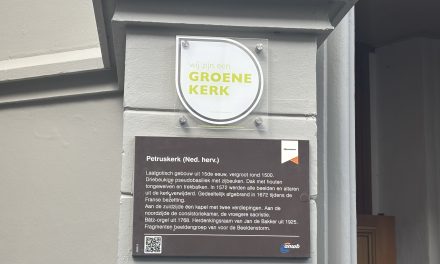 wij zijn een
GROENE
KERK
Petruskerk (Ned. herv.)
Laatgotisch gebouw uit 15de eeuw, vergroot rond 1500.
Driebeukige pseudobasiliek met zijbeuken. Dak met houten
tongewelven en trekbalken. In 1572 werden alle beelden en altaren
uit de kerk verwijderd. Gedeeltelijk afgebrand in 1672 tijdens de
Franse bezetting.
Aan de zuidzijde een kapel met twee verdiepingen. Aan de
noordzijde de consistoriekamer, de vroegere sacristie.
Bätz-orgel uit 1768. Herdenkingsraam van Jan de Bakker uit 1925.
Fragmenten beeldengroep van voor de Beeldenstorm.
anwb